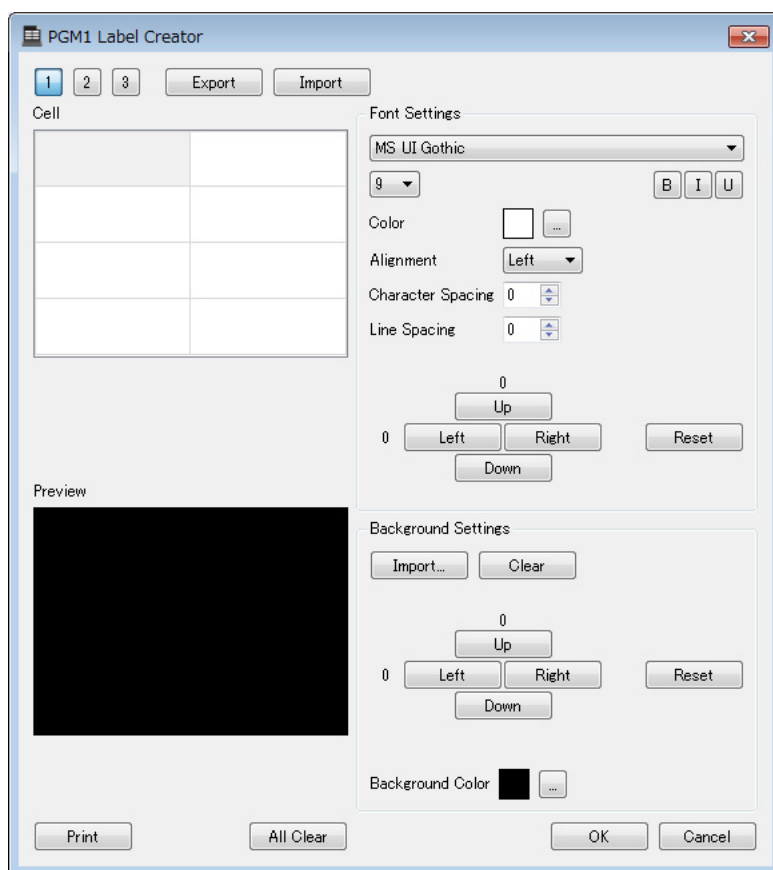 PGM1 Label Creator
1 2 3 Export Import
Cell
Font Settings
MS UI Gothic
9 B I U
Color ...
Alignment Left
Character Spacing 0
Line Spacing 0
0
Up
0 Left Right Reset
Down
Preview
Background Settings
Import... Clear
0
Up
0 Left Right Reset
Down
Background Color ...
Print All Clear OK Cancel